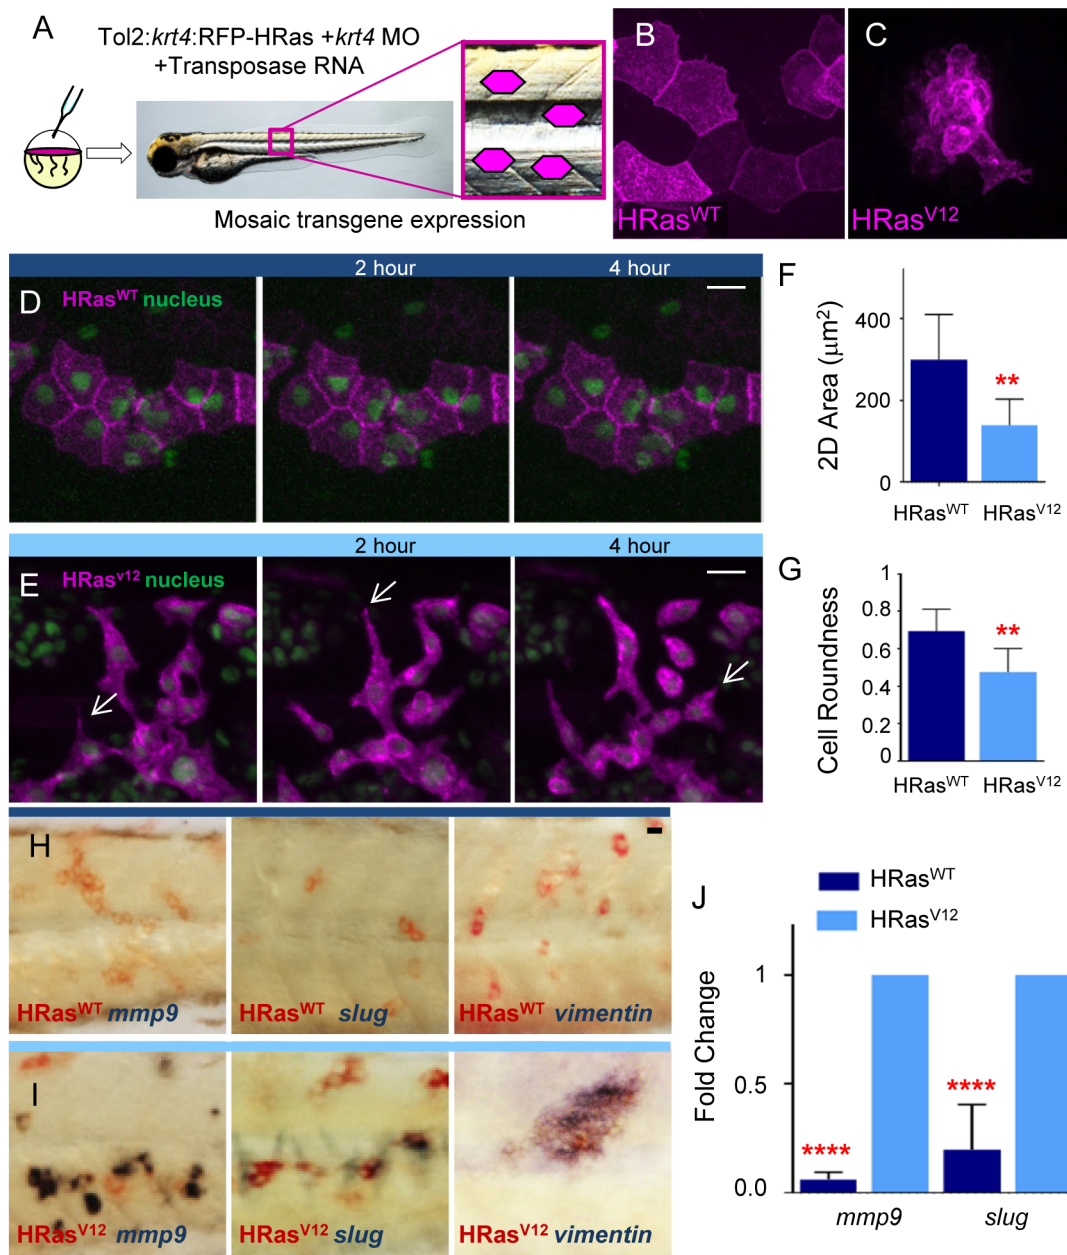 A
Tol2:krt4:RFP-HRas +krt4 MO
+Transposase RNA
Mosaic transgene expression
B
HRasWT
C
HRasV12
2 hour
4 hour
D
HRasWT nucleus
2 hour
4 hour
E
HRasv12 nucleus
F
2D Area (μm2)
400
200
0
HRasWT
HRasV12
**
G
Cell Roundness
0.8
0.6
0.4
0.2
0
HRasWT
HRasV12
**
H
HRasWT mmp9
HRasWT slug
HRasWT vimentin
I
HRasV12 mmp9
HRasV12 slug
HRasV12 vimentin
J
HRasWT
HRasV12
Fold Change
1
0.5
0.0
****
****
mmp9
slug